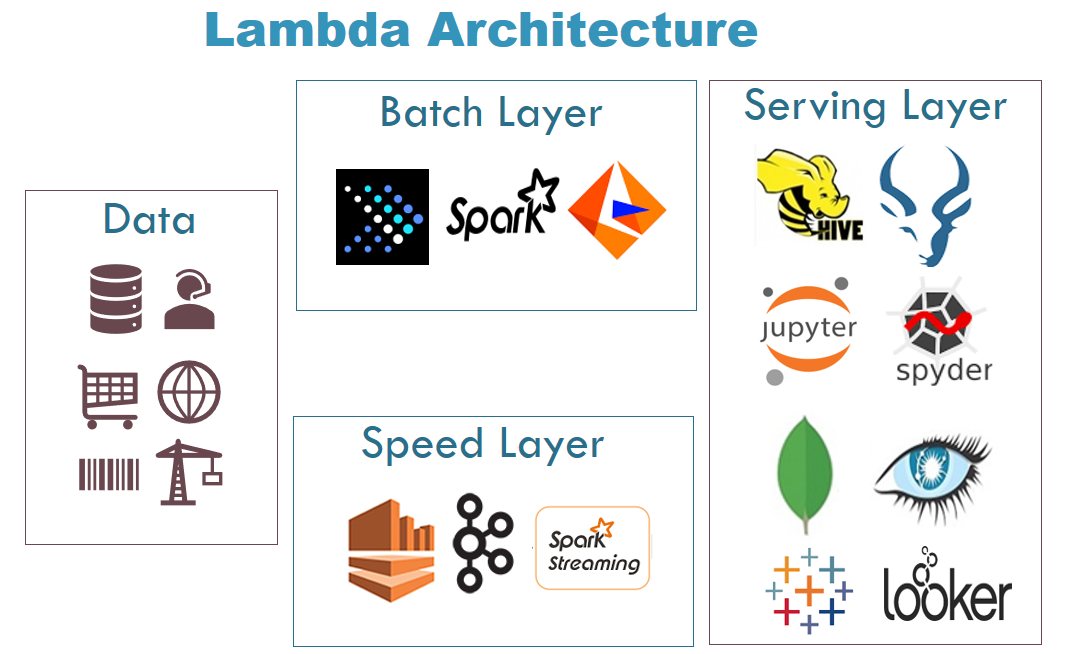 Lambda Architecture
Data
Batch Layer
Spark
Speed Layer
Spark
Streaming
Serving Layer
HIVE
jupyter
spyder
looker